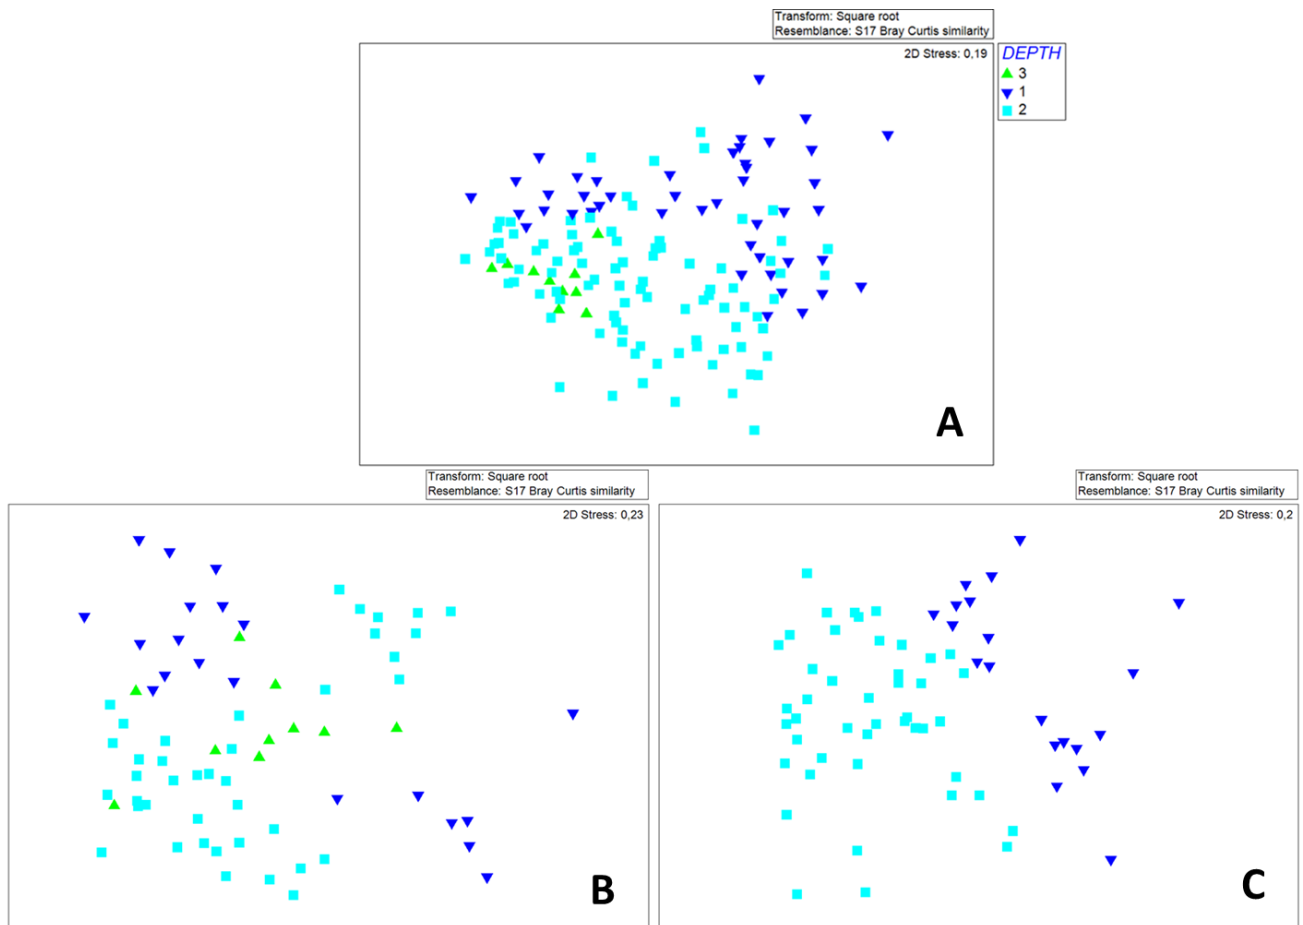 Transform: Square root
Resemblance: S17 Bray Curtis similarity
2D Stress: 0,19
DEPTH
3
1
2
A
Transform: Square root
Resemblance: S17 Bray Curtis similarity
2D Stress: 0,23
B
Transform: Square root
Resemblance: S17 Bray Curtis similarity
2D Stress: 0,2
C